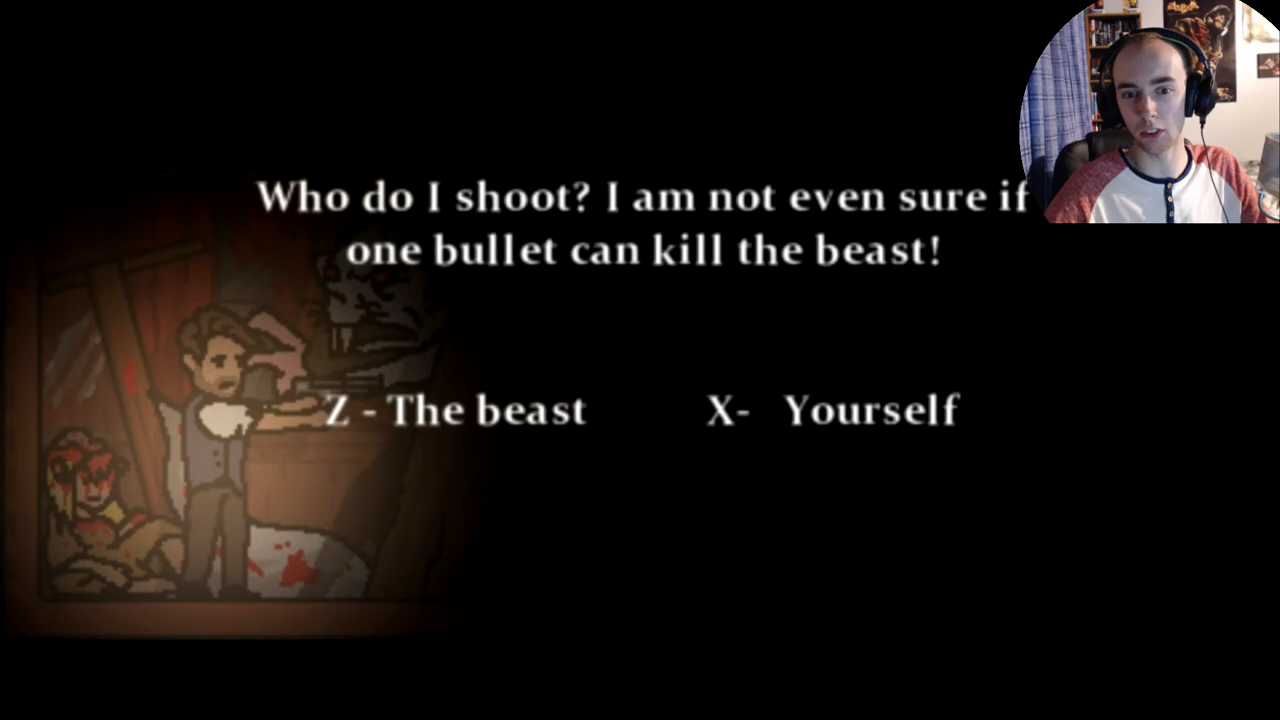 Who do I shoot? I am not even sure if
one bullet can kill the beast!
Z - The beast X- Yourself